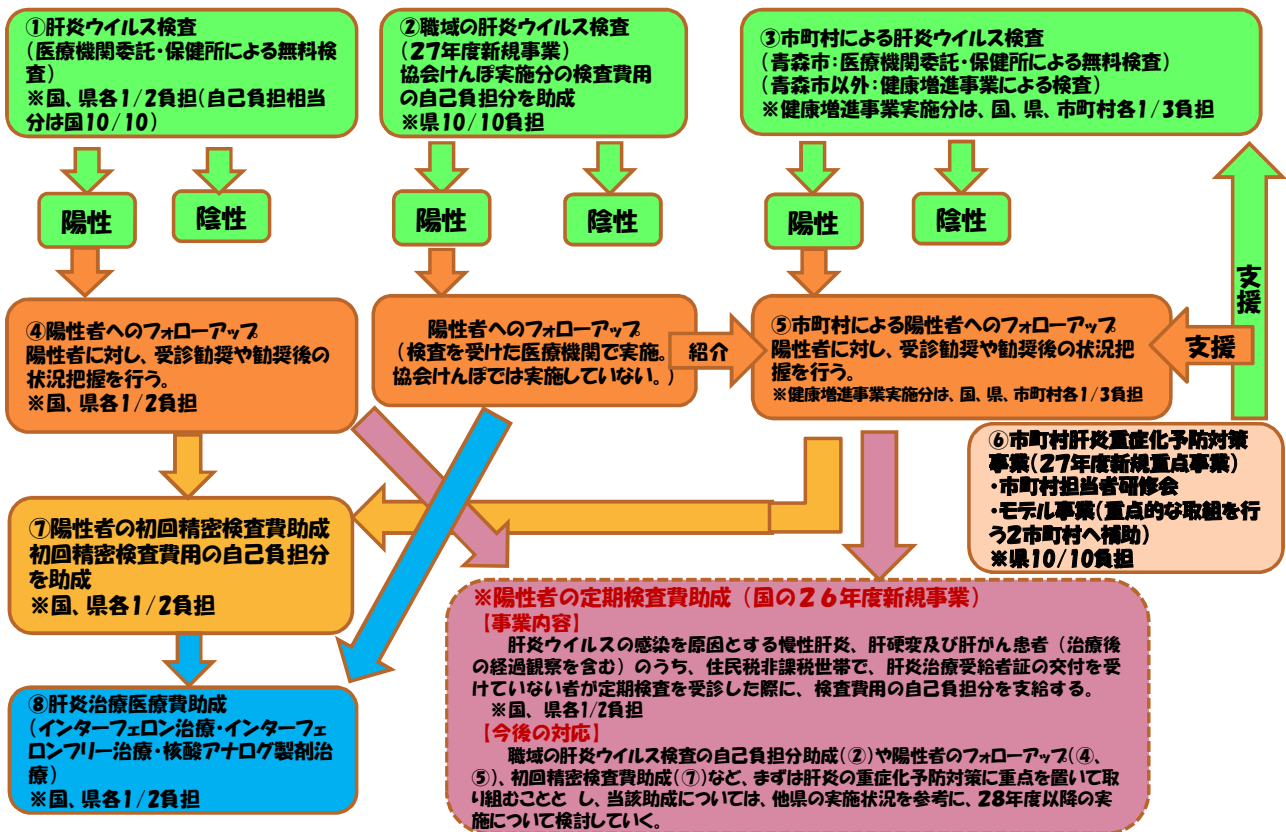 ①肝炎ウイルス検査
(医療機関委託・保健所による無料検
査)
※国、県各1/2負担(自己負担相当
分は国10/10)
②職域の肝炎ウイルス検査
(27年度新規事業)
協会けんぽ実施分の検査費用
の自己負担分を助成
※県10/10負担
③市町村による肝炎ウイルス検査
(青森市:医療機関委託・保健所による無料検査)
(青森市以外:健康増進事業による検査)
※健康増進事業実施分は、国、県、市町村各1/3負担
陽性
陰性
陽性
陰性
陽性
陰性
支援
④陽性者へのフォローアップ
陽性者に対し、受診勧奨や勧奨後の
状況把握を行う。
※国、県各1/2負担
陽性者へのフォローアップ
(検査を受けた医療機関で実施。
協会けんぽでは実施していない。)
紹介
⑤市町村による陽性者へのフォローアップ
陽性者に対し、受診勧奨や勧奨後の状況把
握を行う。
※健康増進事業実施分は、国、県、市町村各1/3負担
支援
⑥市町村肝炎重症化予防対策
事業(27年度新規重点事業)
・市町村担当者研修会
・モデル事業(重点的な取組を行
う2市町村へ補助)
※県10/10負担
⑦陽性者の初回精密検査費助成
初回精密検査費用の自己負担分
を助成
※国、県各1/2負担
⑧肝炎治療医療費助成
(インターフェロン治療・インターフェ
ロンフリー治療・核酸アナログ製剤治
療)
※国、県各1/2負担
※陽性者の定期検査費助成(国の26年度新規事業)
【事業内容】
肝炎ウイルスの感染を原因とする慢性肝炎、肝硬変及び肝がん患者(治療後
の経過観察を含む)のうち、住民税非課税世帯で、肝炎治療受給者証の交付を受
けていない者が定期検査を受診した際に、検査費用の自己負担分を支給する。
※国、県各1/2負担
【今後の対応】
職域の肝炎ウイルス検査の自己負担分助成(②)や陽性者のフォローアップ(④、
⑤)、初回精密検査費助成(⑦)など、まずは肝炎の重症化予防対策に重点を置いて取
り組むことと し、当該助成については、他県の実施状況を参考に、28年度以降の実
施について検討していく。